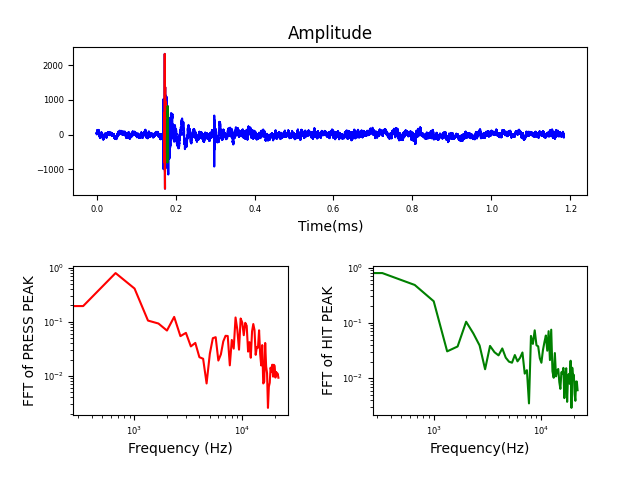 Amplitude
2000
1000
0
−1000
0.0 0.2 0.4 0.6 0.8 1.0 1.2
Time(ms)
FFT of PRESS PEAK
10⁰
10⁻¹
10⁻²
10³ 10⁴
Frequency (Hz)
FFT of HIT PEAK
10⁰
10⁻¹
10⁻²
10³ 10⁴
Frequency(Hz)